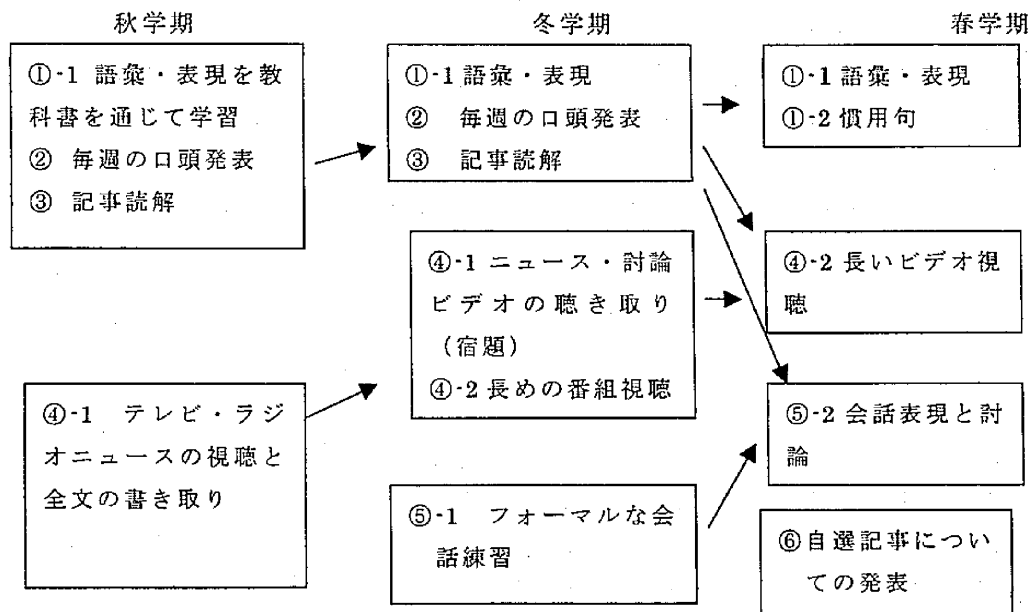 秋学期
①-1 語彙・表現を教
科書を通じて学習
② 毎週の口頭発表
③ 記事読解
④-1 テレビ・ラジ
オニュースの視聴と
全文の書き取り
冬学期
①-1 語彙・表現
② 毎週の口頭発表
③ 記事読解
④-1 ニュース・討論
ビデオの聴き取り
（宿題）
④-2 長めの番組視聴
⑤-1 フォーマルな会
話練習
春学期
①-1 語彙・表現
①-2 慣用句
④-2 長いビデオ視
聴
⑤-2 会話表現と討
論
⑥自選記事につい
ての発表